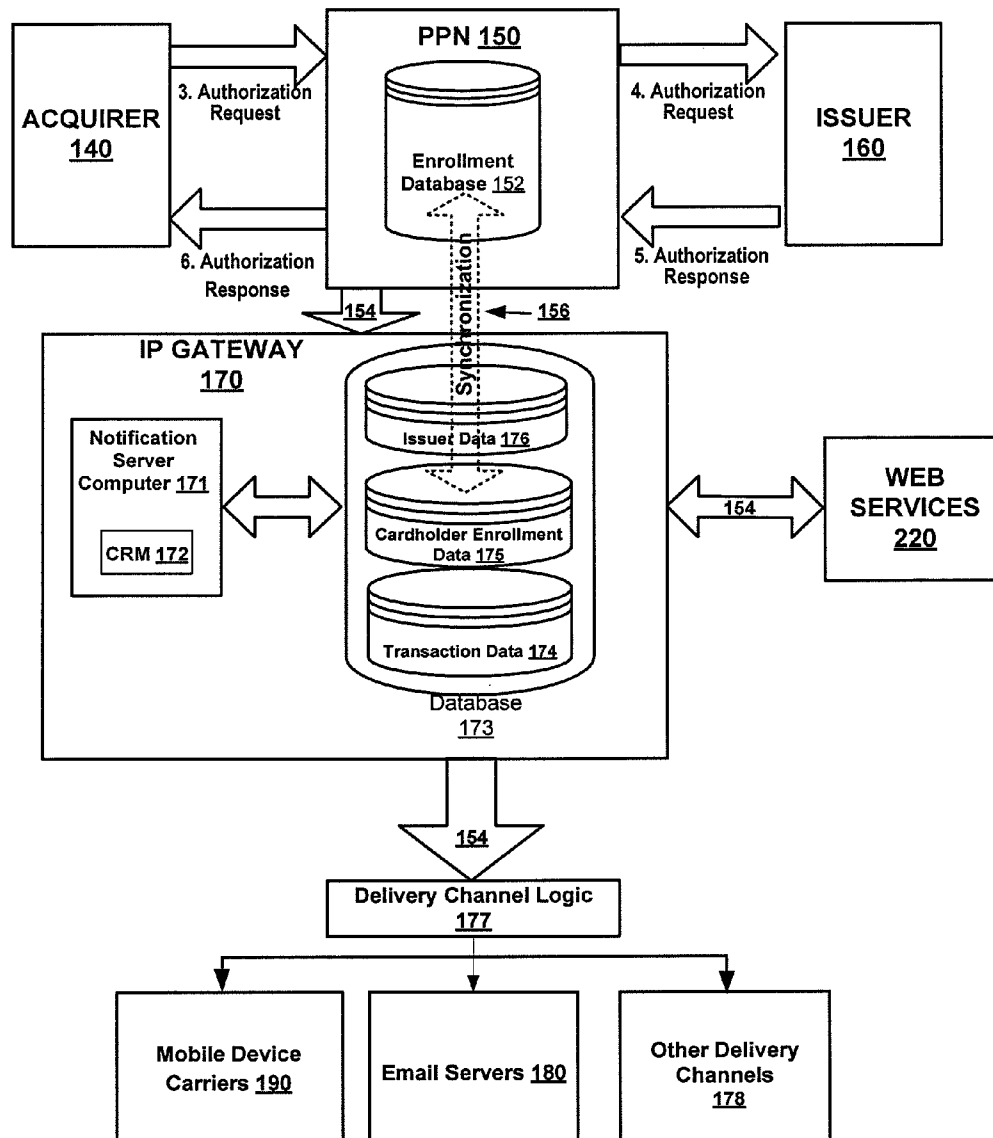 PPN 150
3. Authorization
Request
4. Authorization
Request
ACQUIRER
140
ISSUER
160
Enrollment
Database 152
6. Authorization
Response
5. Authorization
Response
Synchronization
154
156
IP GATEWAY
170
Notification
Server
Computer 171
CRM 172
Issuer Data 176
Cardholder Enrollment
Data 175
Transaction Data 174
Database
173
154
WEB
SERVICES
220
154
Delivery Channel Logic
177
Mobile Device
Carriers 190
Email Servers 180
Other Delivery
Channels
178